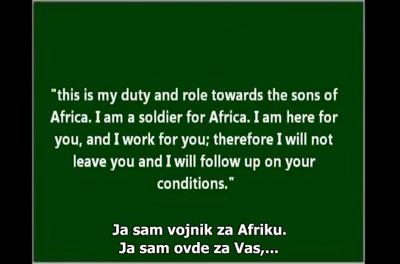 "this is my duty and role towards the sons of
Africa. I am a soldier for Africa. I am here for
you, and I work for you; therefore I will not
leave you and I will follow up on your
conditions."
Ja sam vojnik za Afriku.
Ja sam ovde za Vas,...